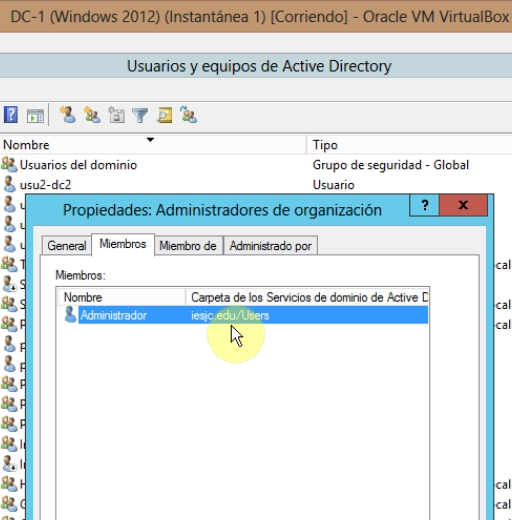 DC-1 (Windows 2012) (Instantánea 1) [Corriendo] - Oracle VM VirtualBox
Usuarios y equipos de Active Directory
Nombre Tipo
Usuarios del dominio Grupo de seguridad - Global
usu2-dc2 Usuario
Propiedades: Administradores de organización ? x
General Miembros Miembro de Administrado por
Miembros:
Nombre Carpeta de los Servicios de dominio de Active D
Administrador iesjc.edu/Users